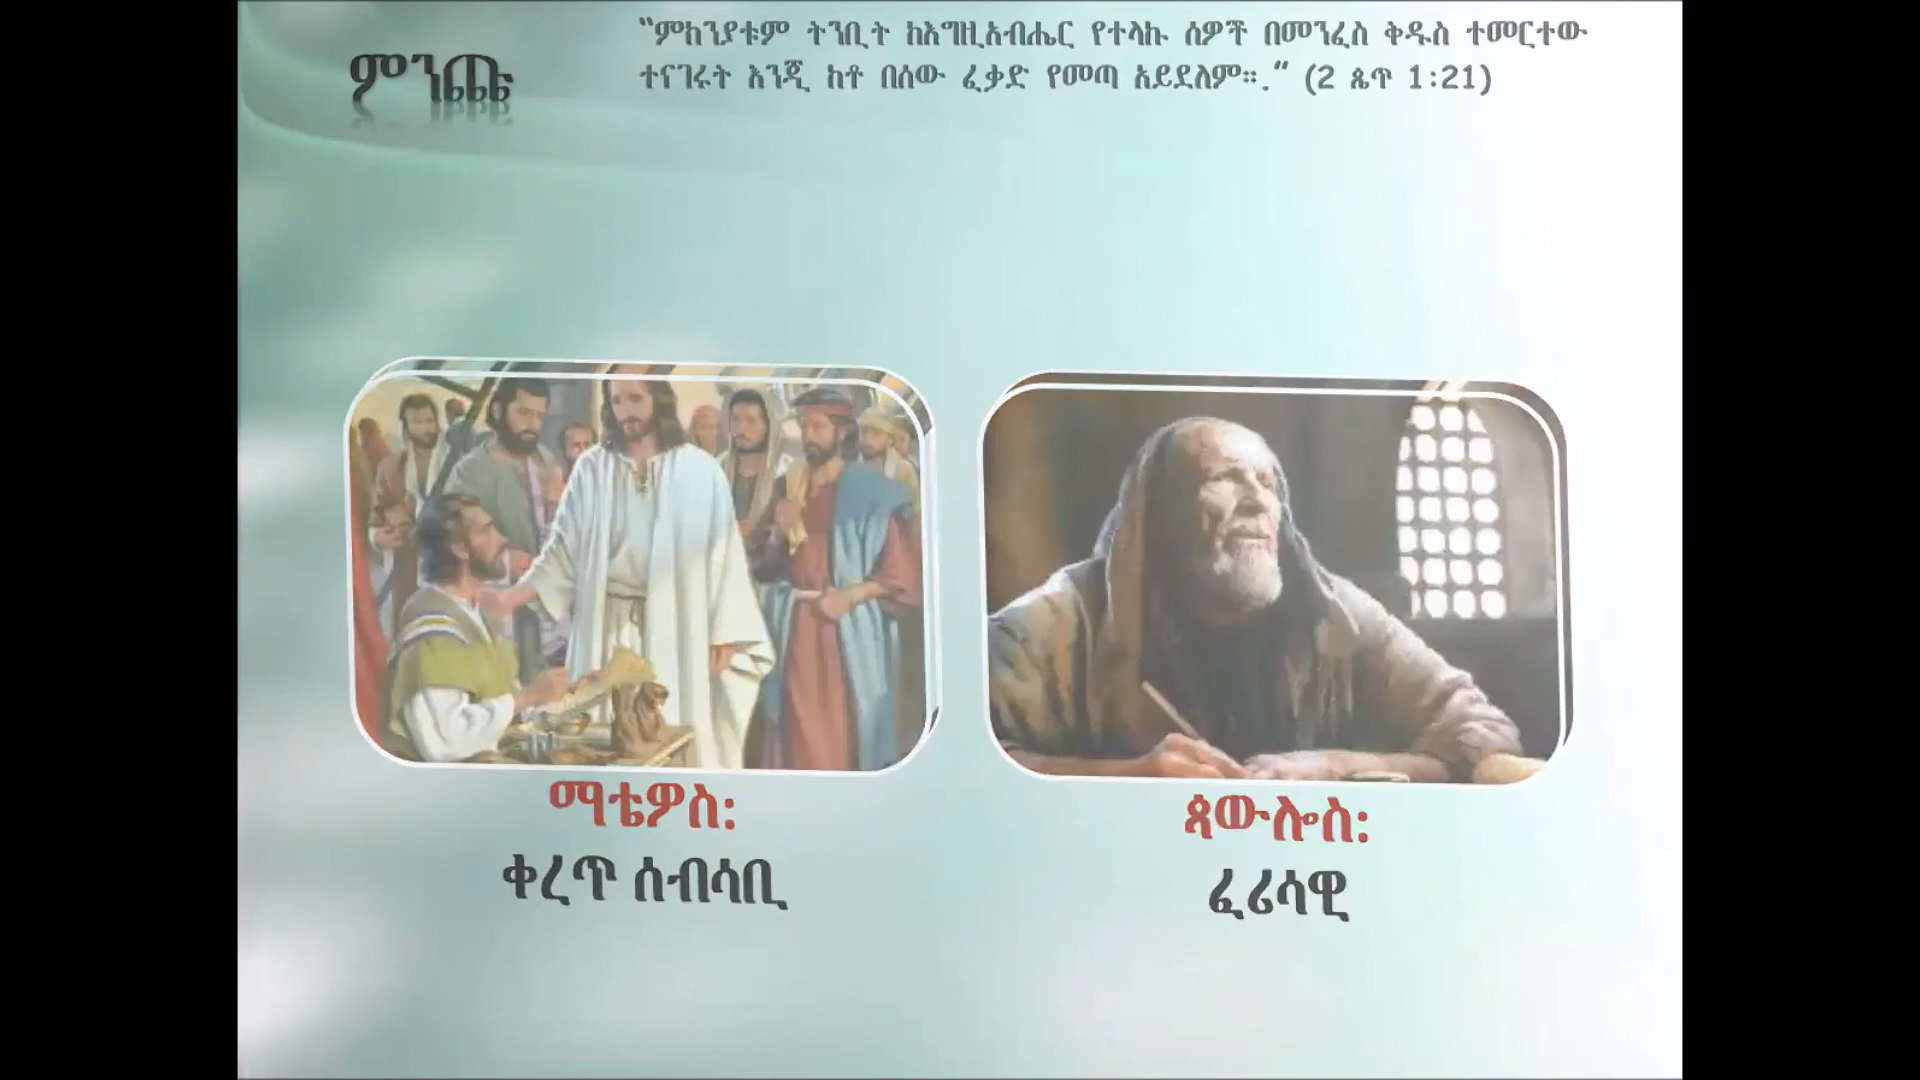 ምንጩ
“ምክንያቱም ትንቢት ከእግዚአብሔር የተላኩ ሰዎች በመንፈስ ቅዱስ ተመርተው
ተናገሩት እንጂ ከቶ በሰው ፈቃድ የመጣ አይደለም።.” (2 ጴጥ 1:21)
ማቴዎስ:
ቀረጥ ሰብሳቢ
ጳውሎስ:
ፈሪሳዊ